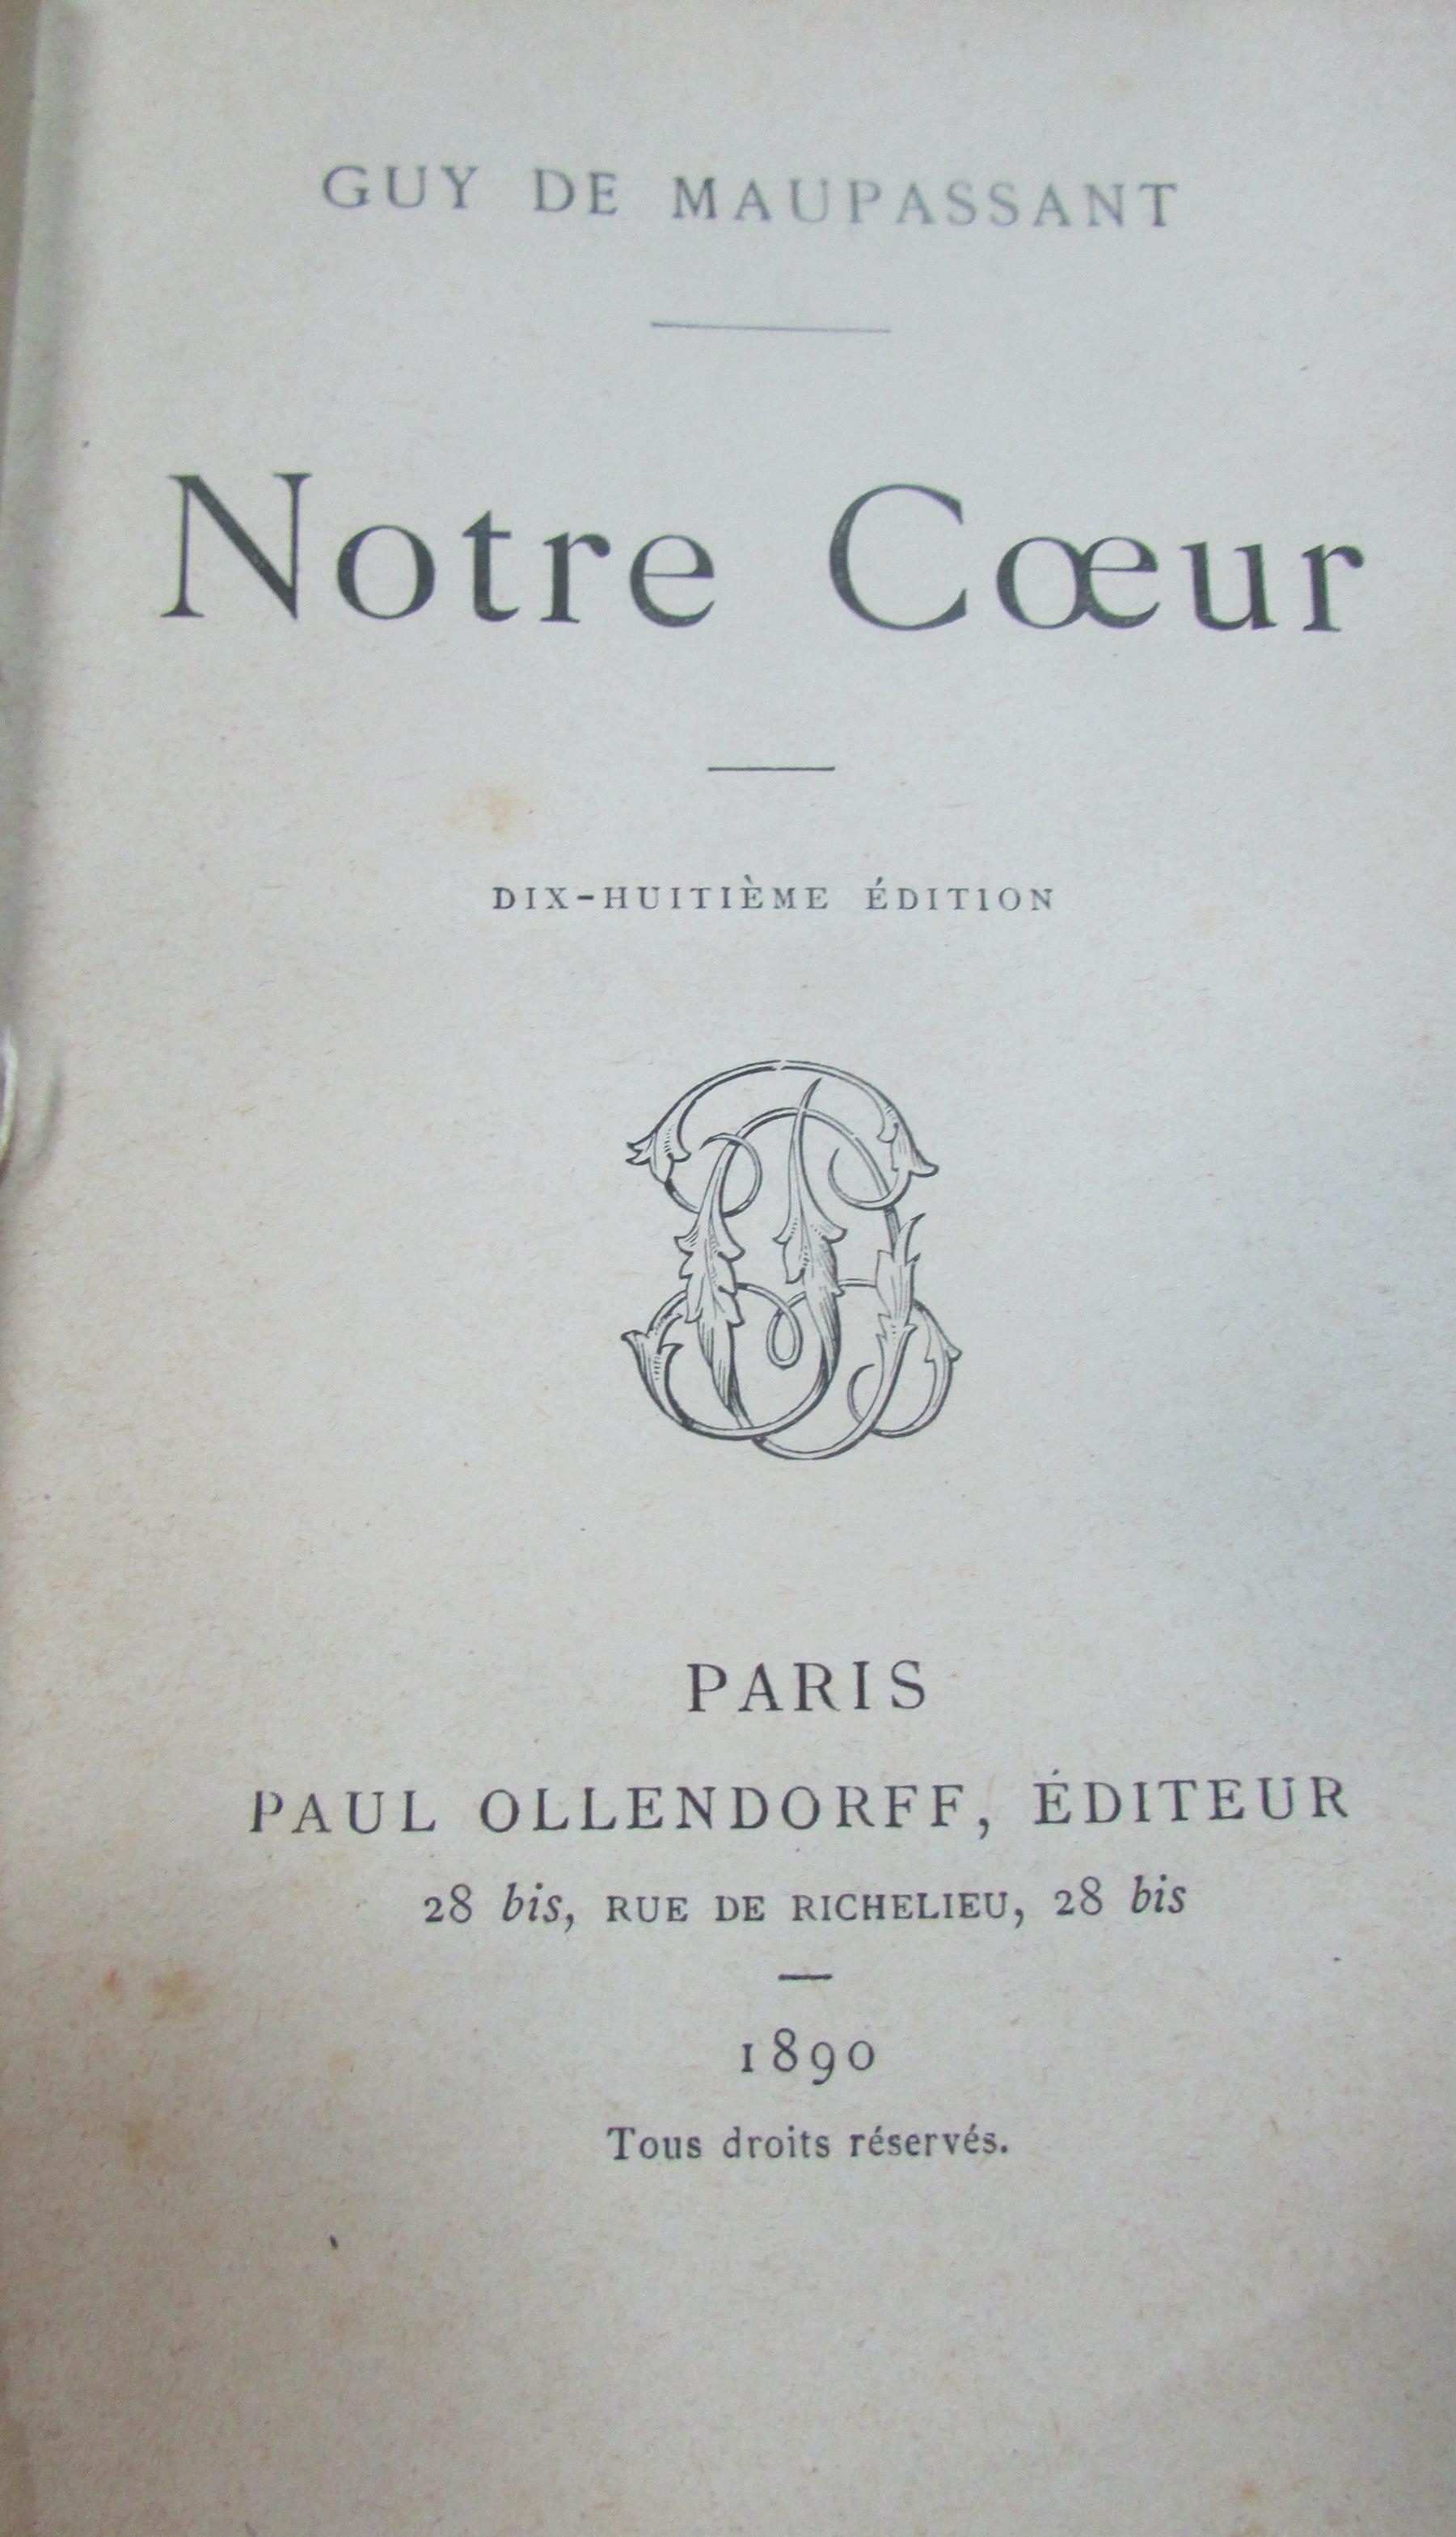 GUY DE MAUPASSANT
Notre Cœur
DIX-HUITIÈME ÉDITION
PARIS
PAUL OLLENDORFF, ÉDITEUR
28 bis, RUE DE RICHELIEU, 28 bis
1890
Tous droits réservés.